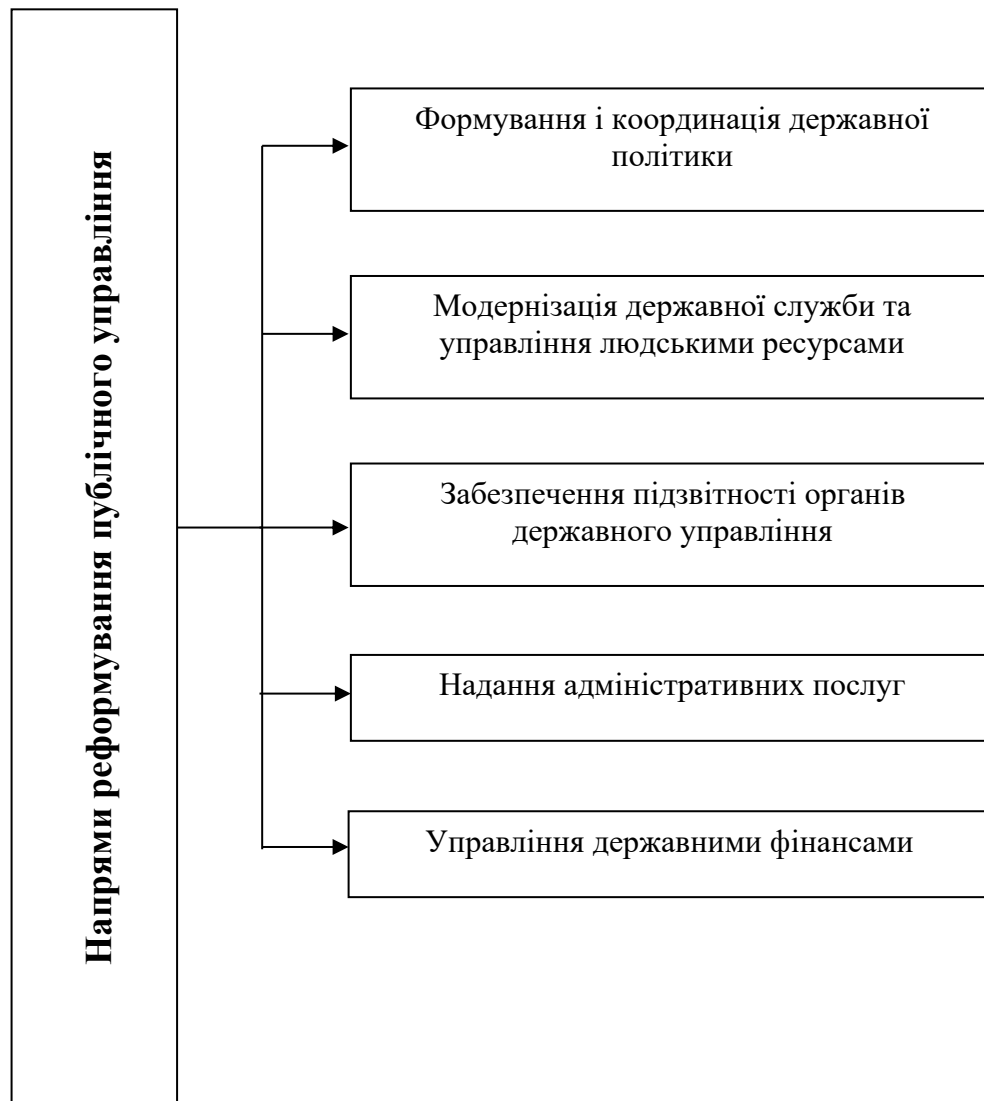 Напрями реформування публічного управління
Формування і координація державної
політики
Модернізація державної служби та
управління людськими ресурсами
Забезпечення підзвітності органів
державного управління
Надання адміністративних послуг
Управління державними фінансами